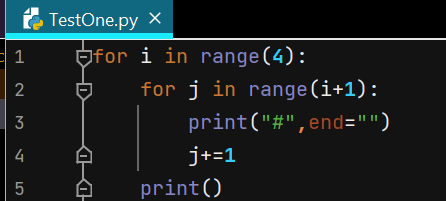 TestOne.py
1 for i in range(4):
2     for j in range(i+1):
3         print("#",end="")
4         j+=1
5     print()